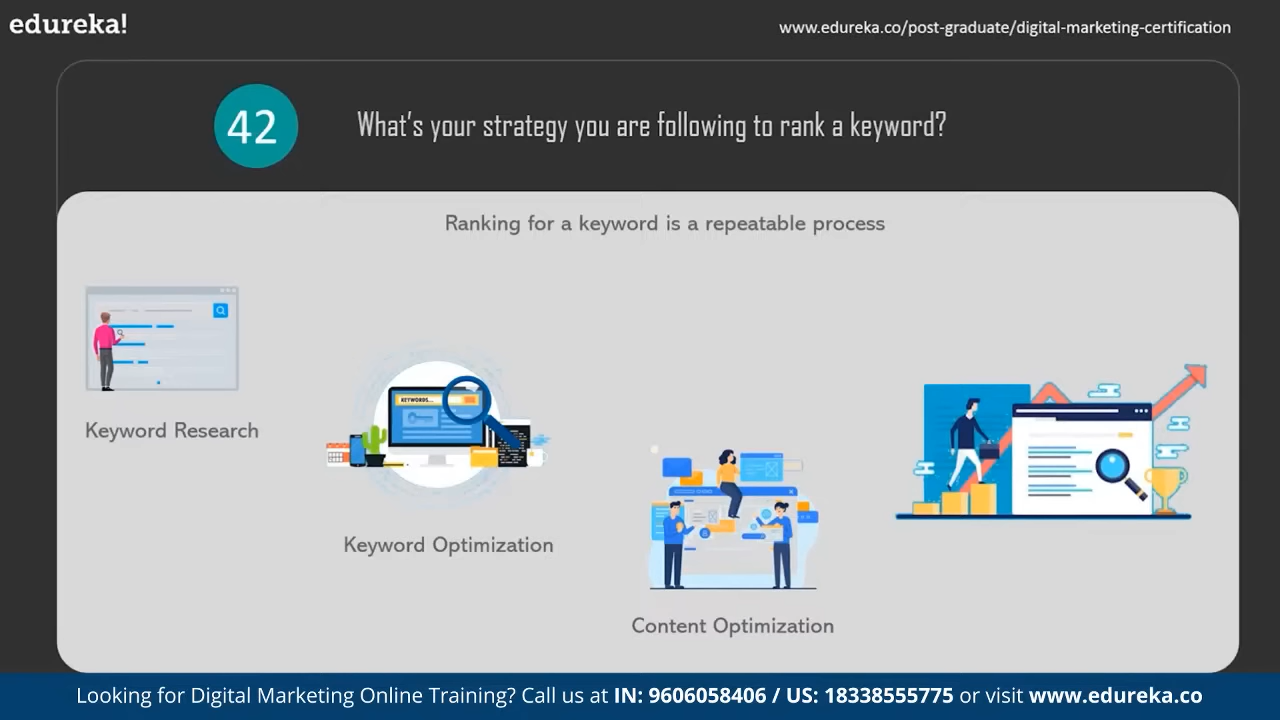 edureka!
www.edureka.co/post-graduate/digital-marketing-certification
42
What's your strategy you are following to rank a keyword?
Ranking for a keyword is a repeatable process
KEYWORDS...
Keyword Research
Keyword Optimization
Content Optimization
Looking for Digital Marketing Online Training? Call us at IN: 9606058406 / US: 18338555775 or visit www.edureka.co